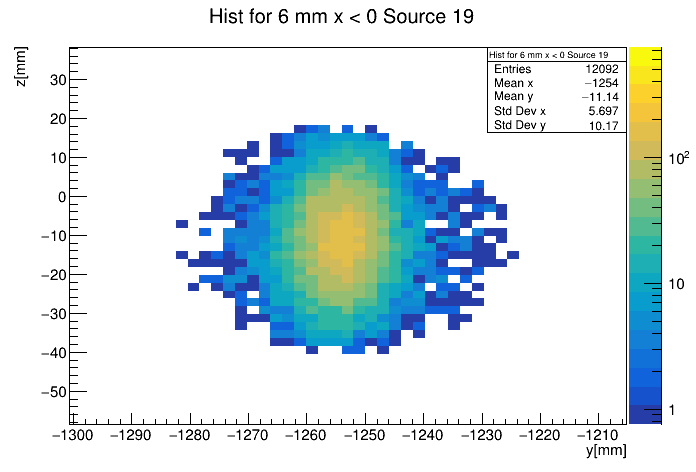 Hist for 6 mm x < 0 Source 19
z[mm]
Hist for 6 mm x < 0 Source 19
Entries 12092
Mean x −1254
Mean y −11.14
Std Dev x 5.697
Std Dev y 10.17
30
20
10
0
−10
−20
−30
−40
−50
10²
10
1
−1300 −1290 −1280 −1270 −1260 −1250 −1240 −1230 −1220 −1210
y[mm]